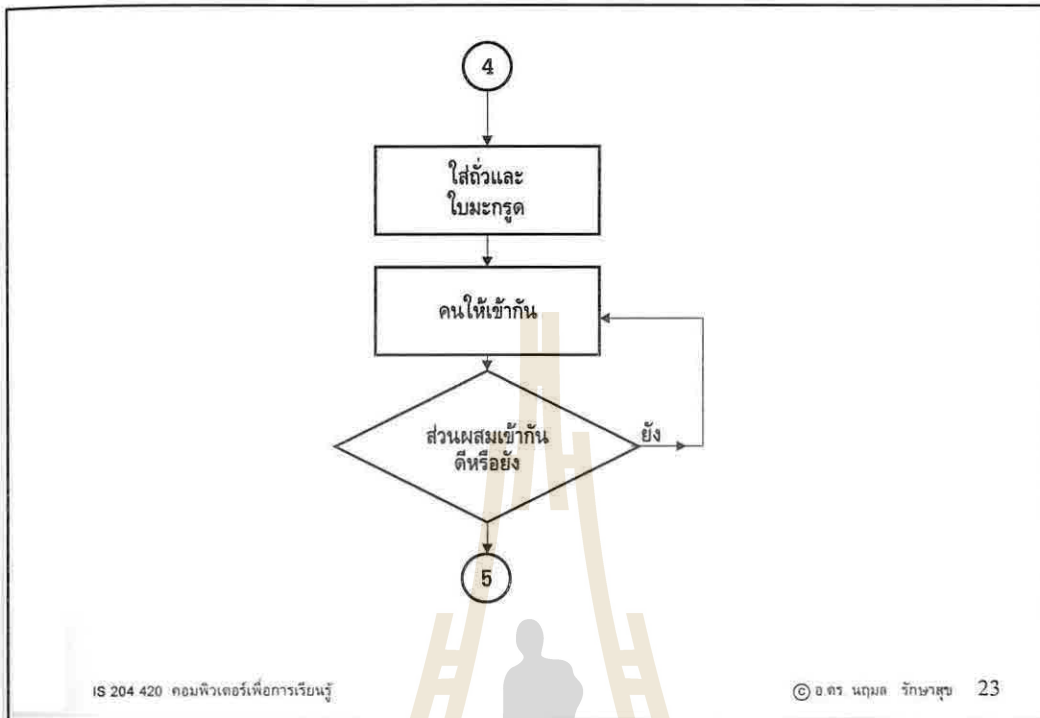 4
ใส่ถั่วและ
ใบมะกรูด
คนให้เข้ากัน
ส่วนผสมเข้ากัน
ดีหรือยัง
ยัง
5
IS 204 420 คอมพิวเตอร์เพื่อการเรียนรู้
© อ.ดร นฤมล รักษาสุข 23